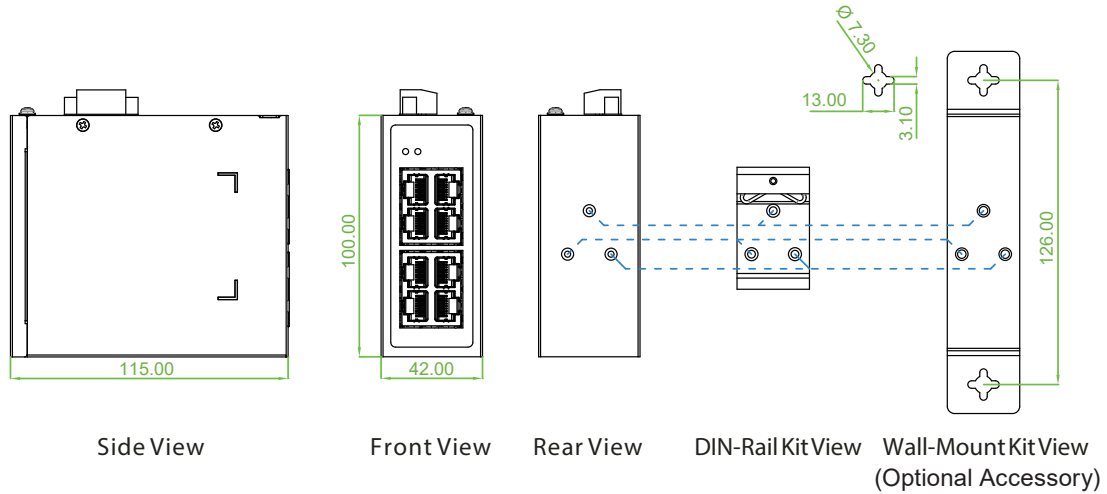 Ø 7.30
13.00
3.10
100.00
126.00
115.00
42.00
Side View
Front View
Rear View
DIN-Rail Kit View
Wall-Mount Kit View
(Optional Accessory)